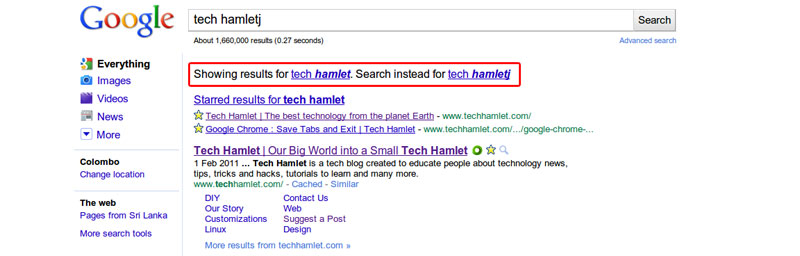 Google
tech hamletj
Search
About 1,660,000 results (0.27 seconds)
Advanced search
Everything
Images
Videos
News
More
Colombo
Change location
The web
Pages from Sri Lanka
More search tools
Showing results for tech hamlet. Search instead for tech hamletj
Starred results for tech hamlet
Tech Hamlet | The best technology from the planet Earth - www.techhamlet.com/
Google Chrome : Save Tabs and Exit | Tech Hamlet - www.techhamlet.com/.../google-chrome-...
Tech Hamlet | Our Big World into a Small Tech Hamlet
1 Feb 2011 ... Tech Hamlet is a tech blog created to educate people about technology news,
tips, tricks and hacks, tutorials to learn and many more.
www.techhamlet.com/ - Cached - Similar
DIY
Our Story
Customizations
Linux
Contact Us
Web
Suggest a Post
Design
More results from techhamlet.com »